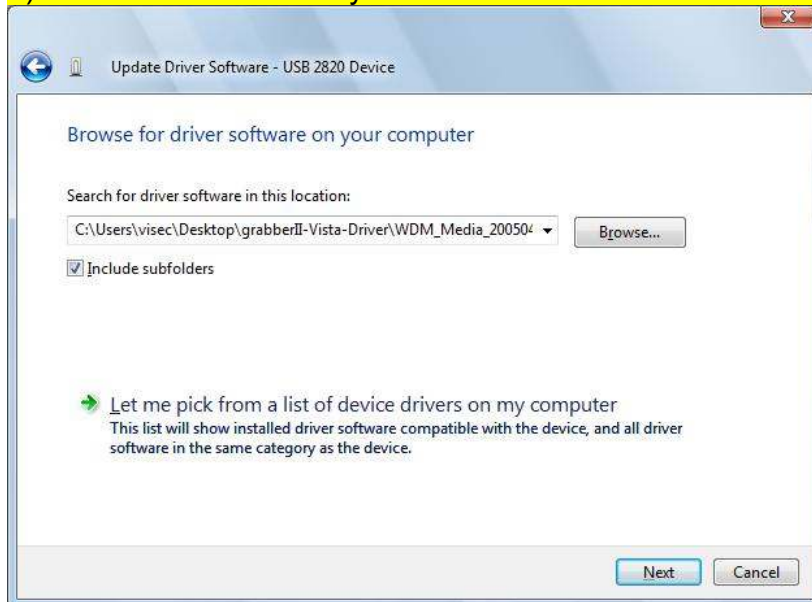 Update Driver Software - USB 2820 Device
Browse for driver software on your computer
Search for driver software in this location:
C:\Users\visec\Desktop\grabberII-Vista-Driver\WDM_Media_200504
Browse...
Include subfolders
Let me pick from a list of device drivers on my computer
This list will show installed driver software compatible with the device, and all driver
software in the same category as the device.
Next
Cancel